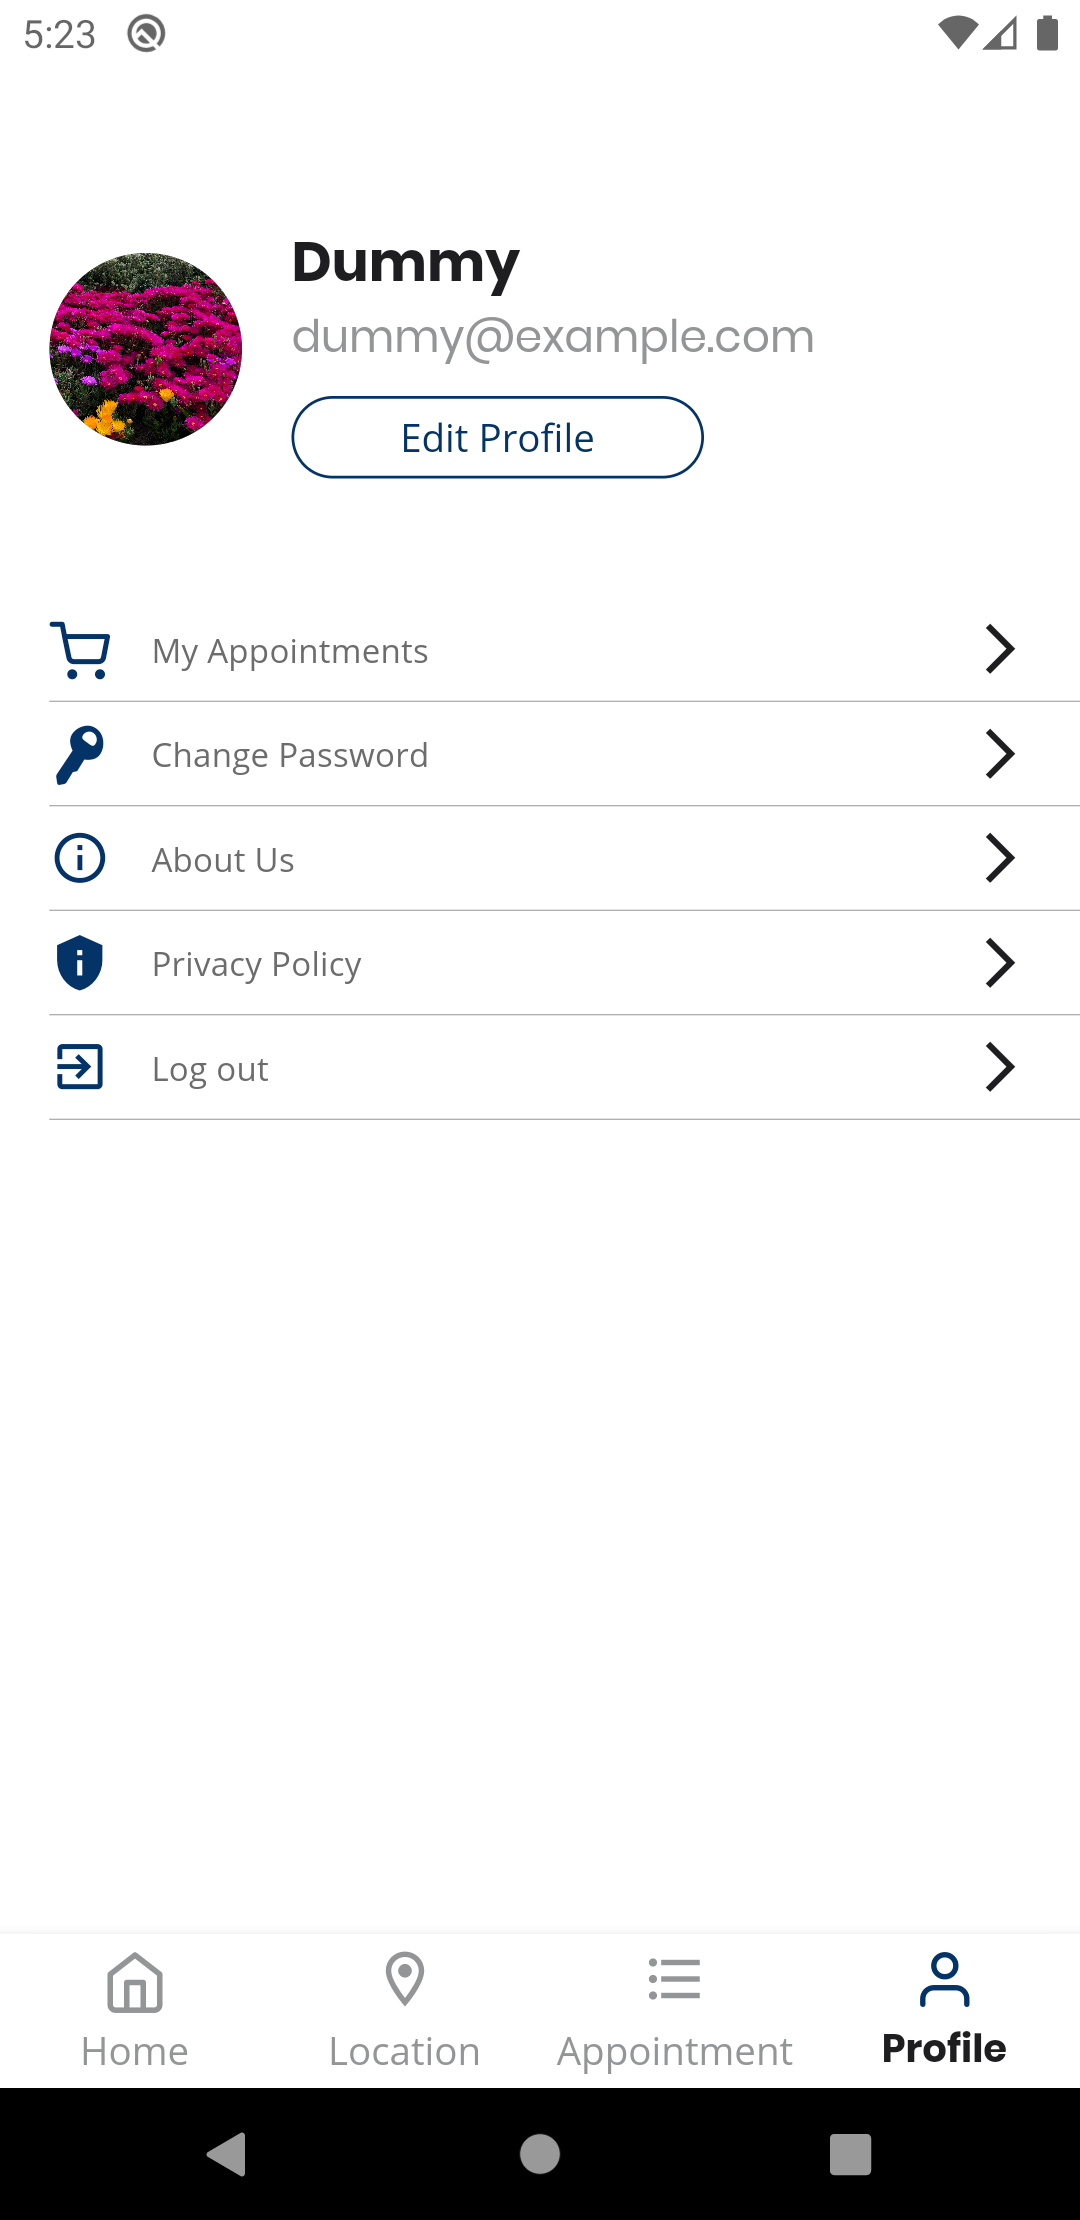 5:23
Dummy
dummy@example.com
Edit Profile
My Appointments
Change Password
About Us
Privacy Policy
Log out
Home
Location
Appointment
Profile